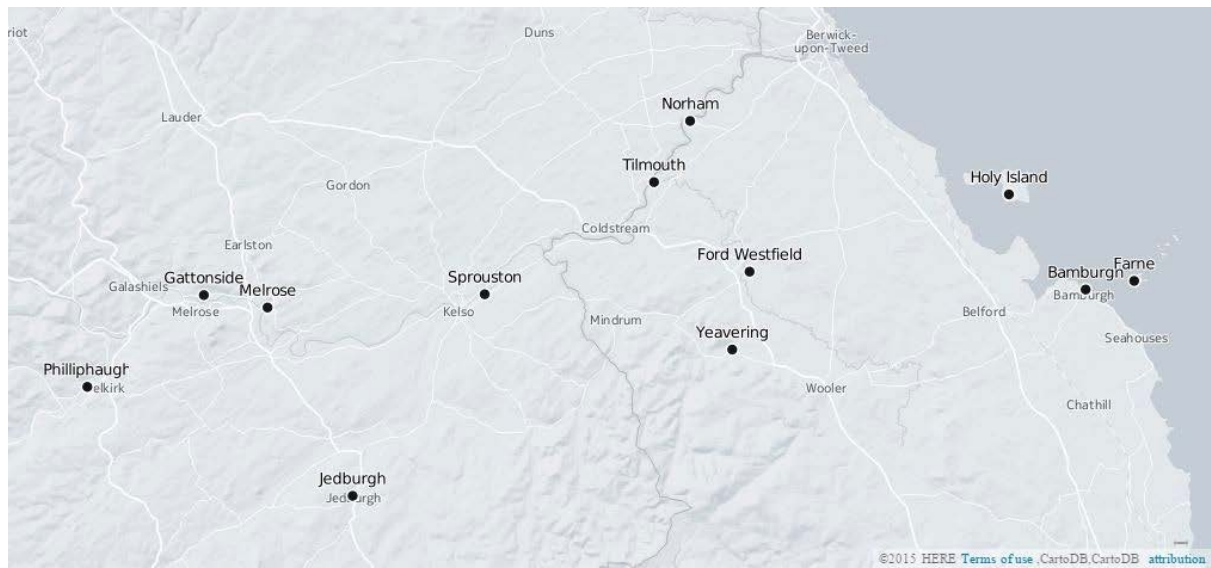 riot
Duns
Berwick-
upon-Tweed
Norham
Lauder
Tilmouth
Holy Island
Gordon
Coldstream
Earlston
Ford Westfield
Farne
Bamburgh
Bamburgh
Gattonside
Galashiels
Melrose
Melrose
Sprouston
Kelso
Mindrum
Belford
Yeavering
Seahouses
Philliphaugh
elkirk
Wooler
Chathill
Jedburgh
Jedburgh
©2015 HERE Terms of use ,CartoDB,CartoDB attribution